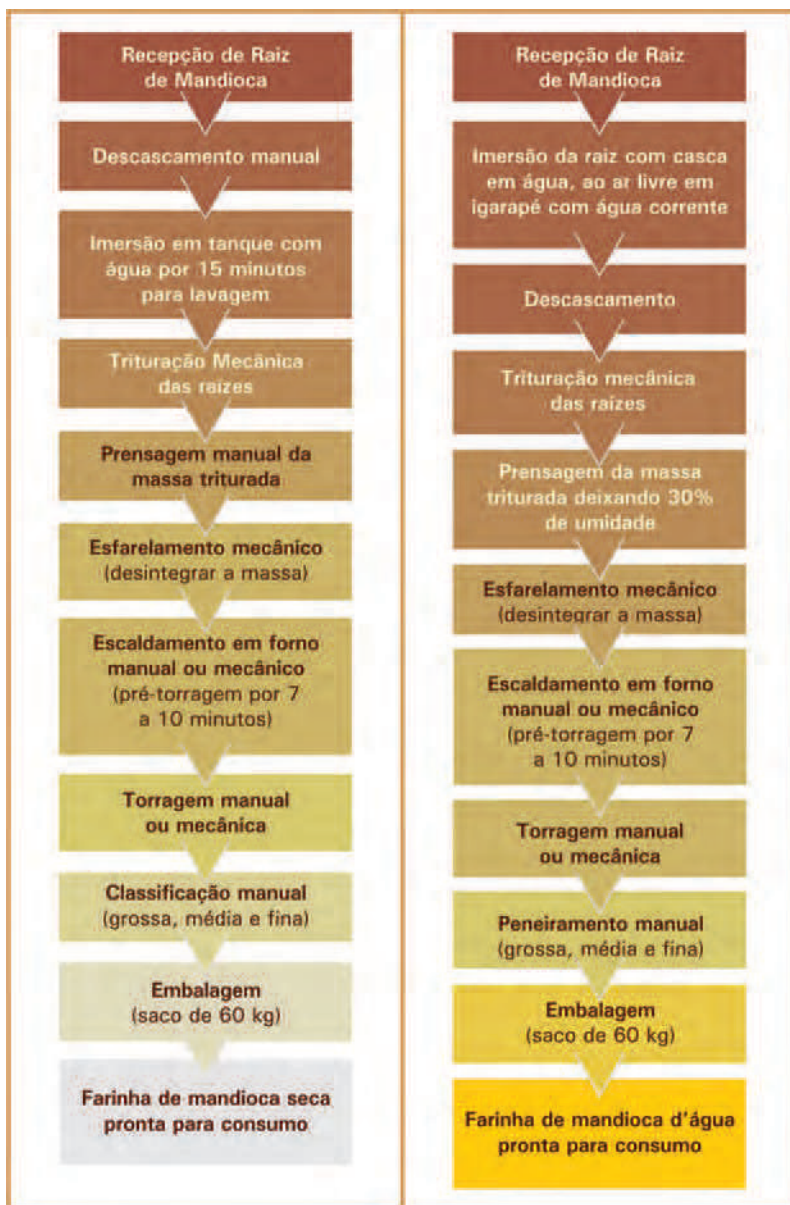 Recepção de Raiz
de Mandioca
Descascamento manual
Imersão em tanque com
água por 15 minutos
para lavagem
Trituração Mecânica
das raízes
Prensagem manual da
massa triturada
Esfarelamento mecânico
(desintegrar a massa)
Escaldamento em forno
manual ou mecânico
(pré-torragem por 7
a 10 minutos)
Torragem manual
ou mecânica
Classificação manual
(grossa, média e fina)
Embalagem
(saco de 60 kg)
Farinha de mandioca seca
pronta para consumo
Recepção de Raiz
de Mandioca
Imersão da raiz com casca
em água, ao ar livre em
igarapé com água corrente
Descascamento
Trituração mecânica
das raízes
Prensagem da massa
triturada deixando 30%
de umidade
Esfarelamento mecânico
(desintegrar a massa)
Escaldamento em forno
manual ou mecânico
(pré-torragem por 7
a 10 minutos)
Torragem manual
ou mecânica
Peneiramento manual
(grossa, média e fina)
Embalagem
(saco de 60 kg)
Farinha de mandioca d'água
pronta para consumo